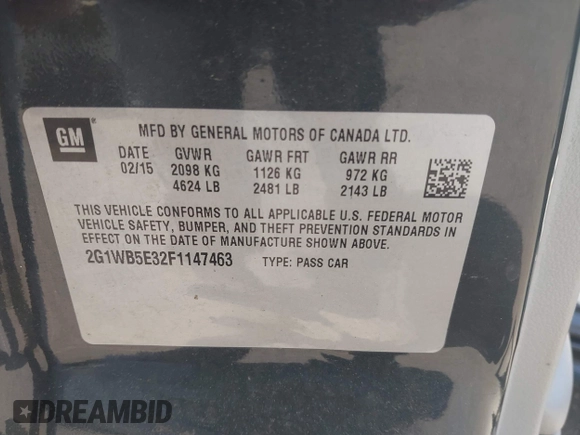 GM
MFD BY GENERAL MOTORS OF CANADA LTD.
DATE GVWR GAWR FRT GAWR RR
02/15 2098 KG 1126 KG 972 KG
4624 LB 2481 LB 2143 LB
THIS VEHICLE CONFORMS TO ALL APPLICABLE U.S. FEDERAL MOTOR
VEHICLE SAFETY, BUMPER, AND THEFT PREVENTION STANDARDS IN
EFFECT ON THE DATE OF MANUFACTURE SHOWN ABOVE.
2G1WB5E32F1147463 TYPE: PASS CAR
DREAMBID